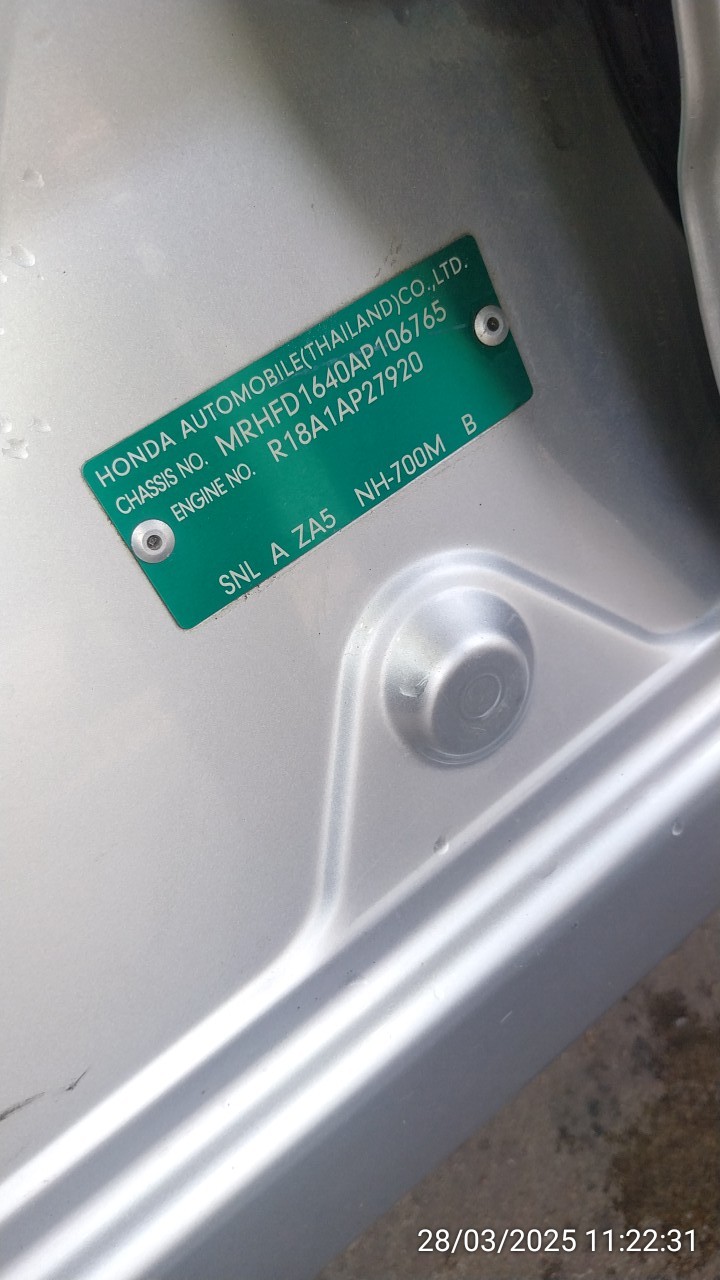 HONDA AUTOMOBILE(THAILAND)CO.,LTD.
CHASSIS NO. MRHFD1640AP106765
ENGINE NO. R18A1AP27920
SNL A ZA5 NH-700M B
28/03/2025 11:22:31